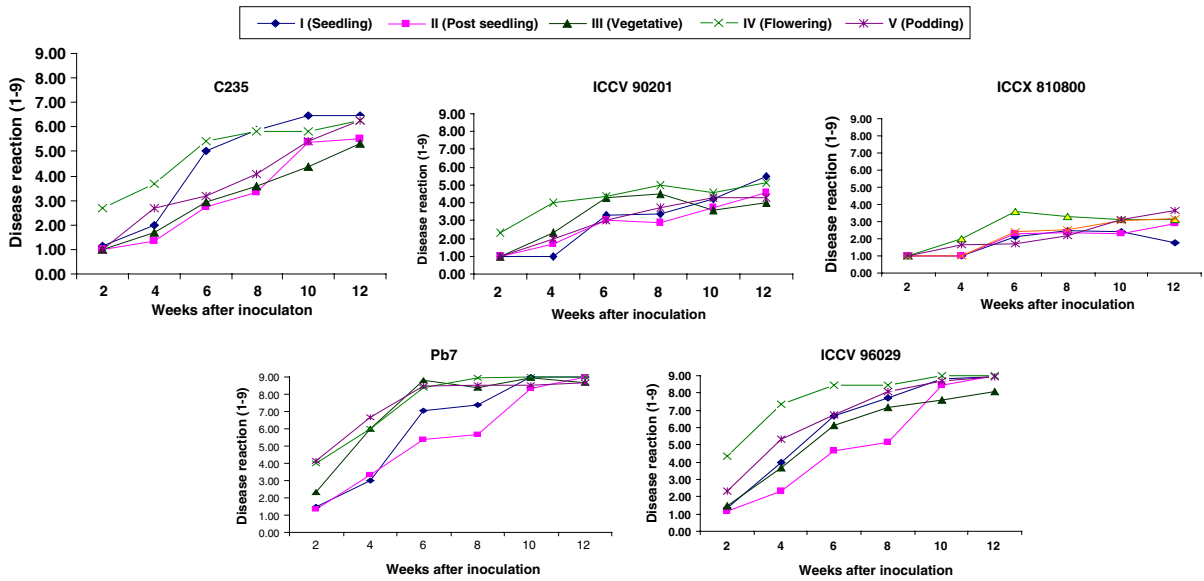 I (Seedling) II (Post seedling) III (Vegetative) IV (Flowering) V (Podding)
C235
Disease reaction (1-9)
9.00
8.00
7.00
6.00
5.00
4.00
3.00
2.00
1.00
0.00
2 4 6 8 10 12
Weeks after inoculaton
ICCV 90201
Disease reaction (1-9)
9.00
8.00
7.00
6.00
5.00
4.00
3.00
2.00
1.00
0.00
2 4 6 8 10 12
Weeks after inoculation
ICCX 810800
Disease reaction (1-9)
9.00
8.00
7.00
6.00
5.00
4.00
3.00
2.00
1.00
0.00
2 4 6 8 10 12
Weeks after inoculation
Pb7
Disease reaction (1-9)
9.00
8.00
7.00
6.00
5.00
4.00
3.00
2.00
1.00
0.00
2 4 6 8 10 12
Weeks after inoculation
ICCV 96029
Disease reaction (1-9)
9.00
8.00
7.00
6.00
5.00
4.00
3.00
2.00
1.00
0.00
2 4 6 8 10 12
Weeks after inoculation